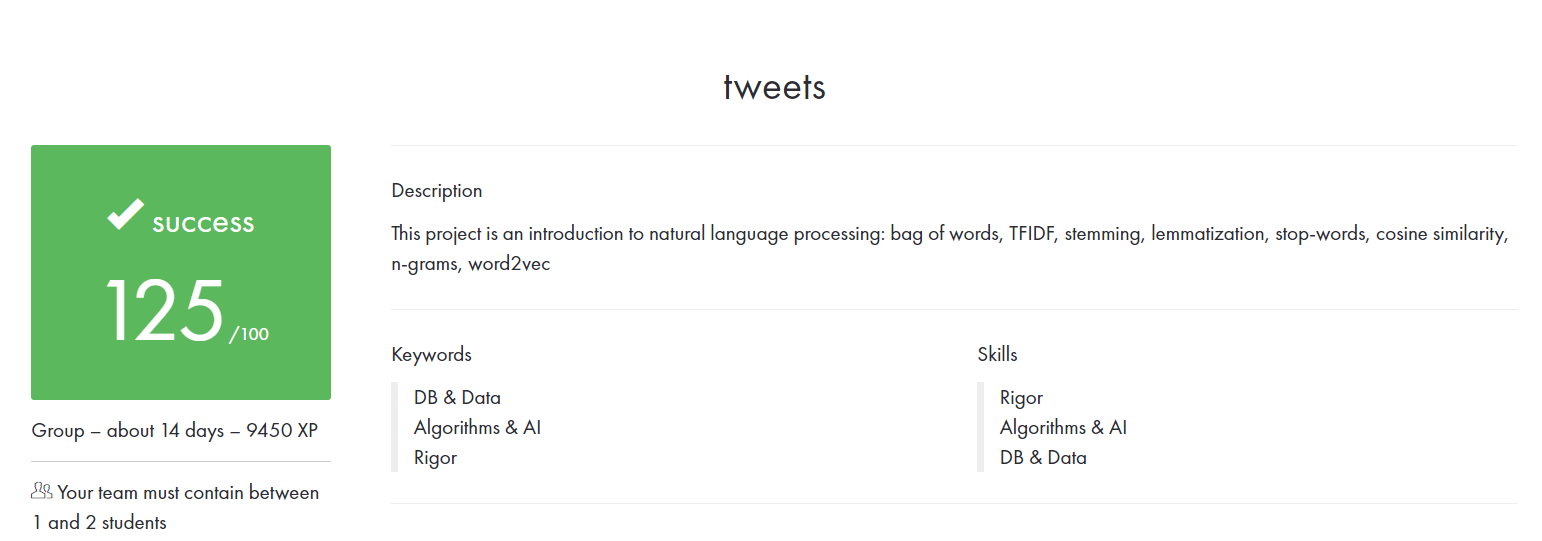 tweets
success
125 /100
Group – about 14 days – 9450 XP
Your team must contain between
1 and 2 students
Description
This project is an introduction to natural language processing: bag of words, TFIDF, stemming, lemmatization, stop-words, cosine similarity,
n-grams, word2vec
Keywords
DB & Data
Algorithms & AI
Rigor
Skills
Rigor
Algorithms & AI
DB & Data